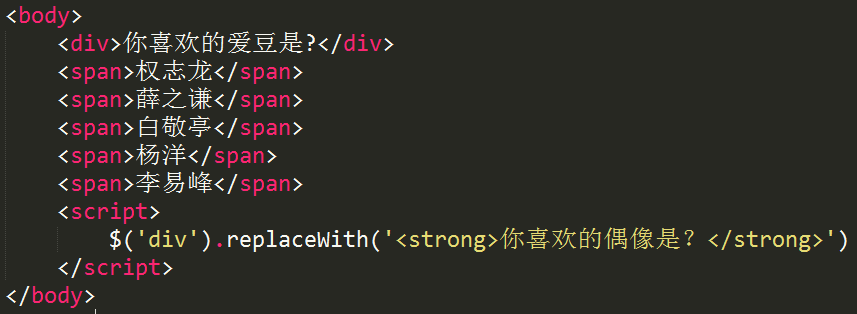 <body>
<div>你喜欢的爱豆是?</div>
<span>权志龙</span>
<span>薛之谦</span>
<span>白敬亭</span>
<span>杨洋</span>
<span>李易峰</span>
<script>
$('div').replaceWith('<strong>你喜欢的偶像是？</strong>')
</script>
</body>